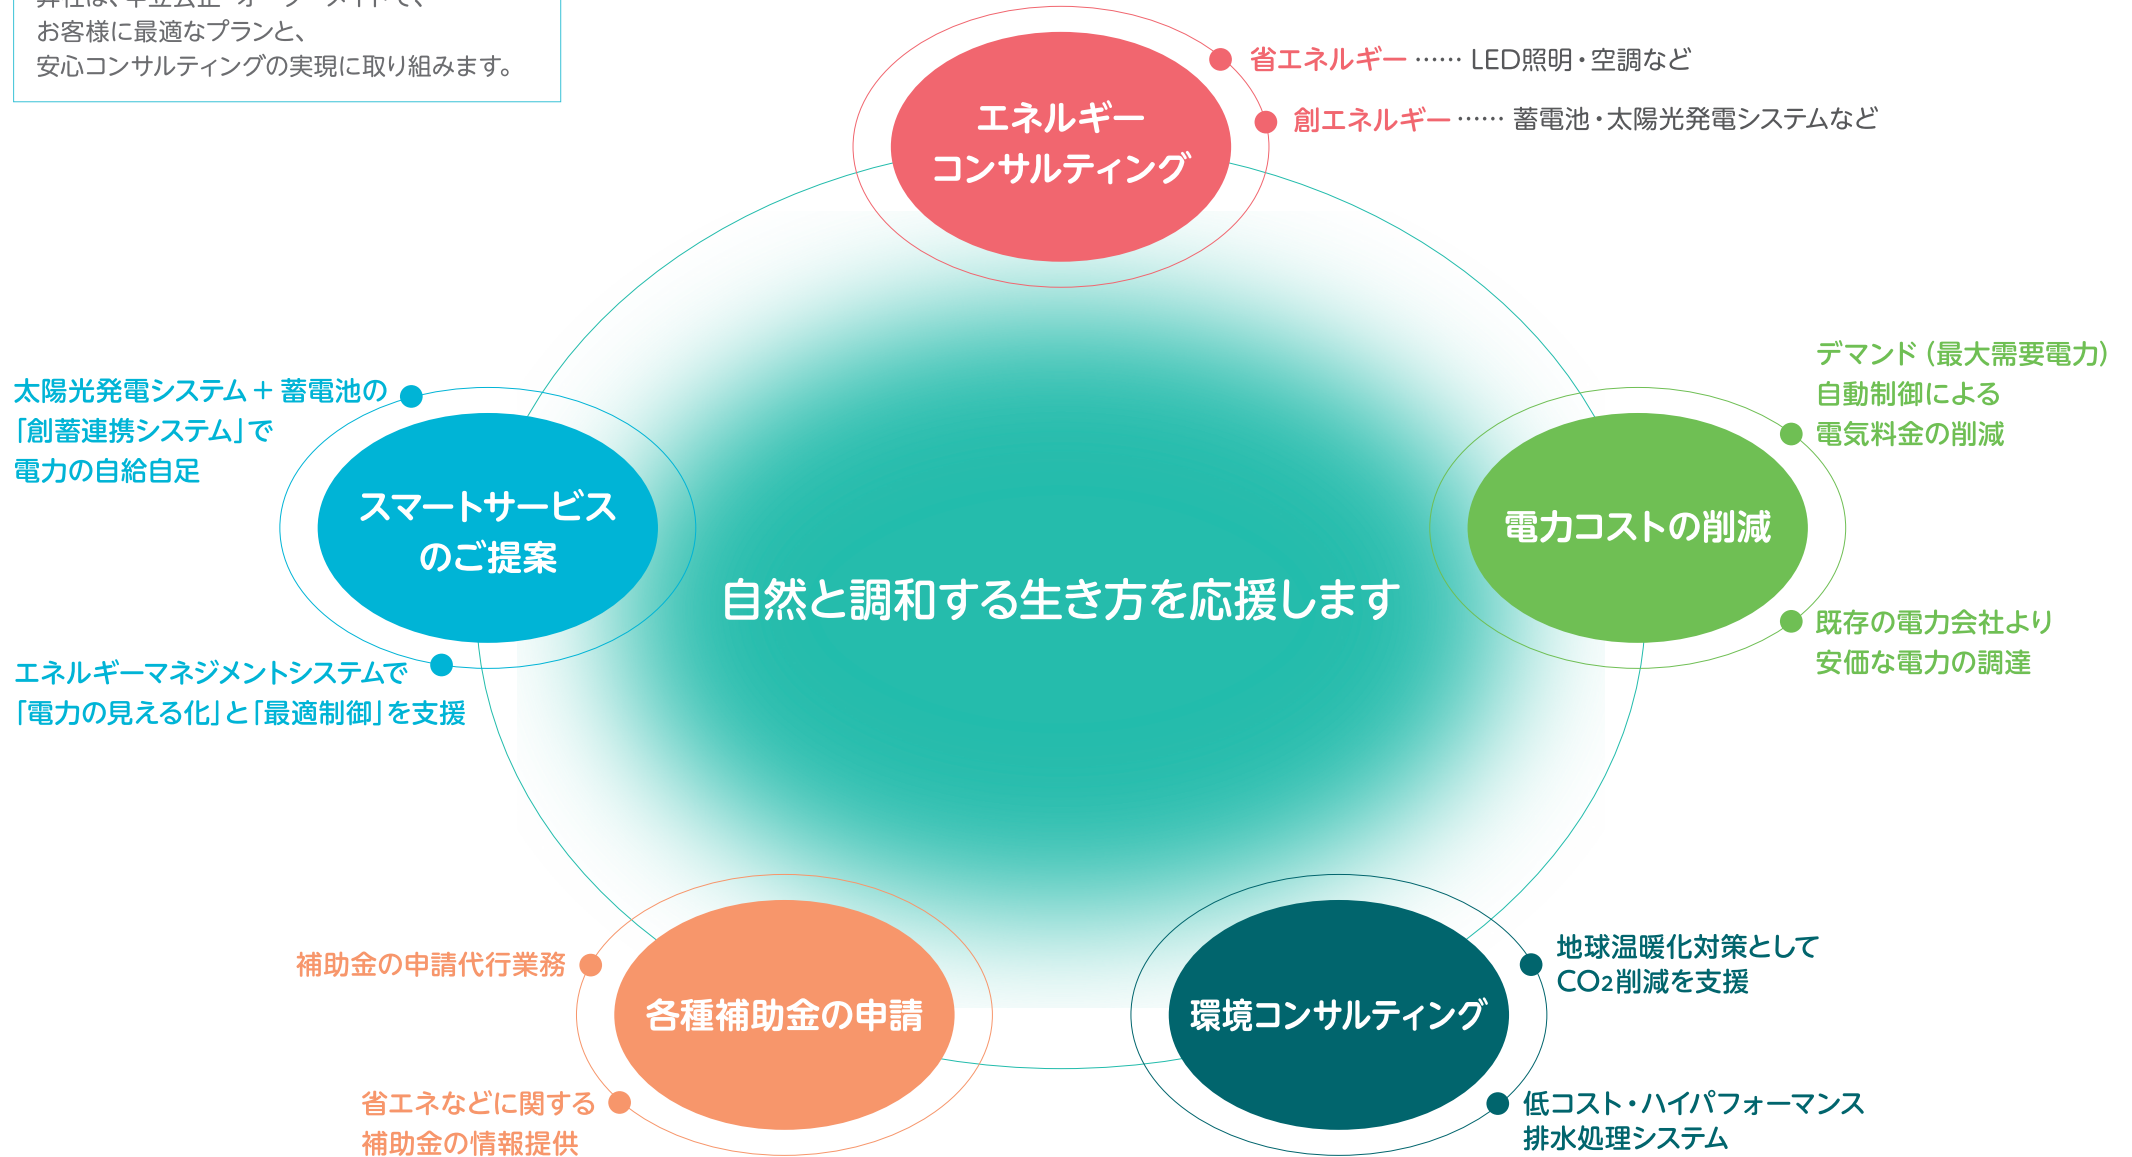 お客様に最適なプランと、
安心コンサルティングの実現に取り組みます。
エネルギー
コンサルティング
省エネルギー …… LED照明・空調など
創エネルギー …… 蓄電池・太陽光発電システムなど
太陽光発電システム + 蓄電池の
「創蓄連携システム」で
電力の自給自足
スマートサービス
のご提案
エネルギーマネジメントシステムで
「電力の見える化」と「最適制御」を支援
デマンド(最大需要電力)
自動制御による
電気料金の削減
電力コストの削減
既存の電力会社より
安価な電力の調達
自然と調和する生き方を応援します
補助金の申請代行業務
各種補助金の申請
省エネなどに関する
補助金の情報提供
環境コンサルティング
地球温暖化対策として
CO2削減を支援
低コスト・ハイパフォーマンス
排水処理システム